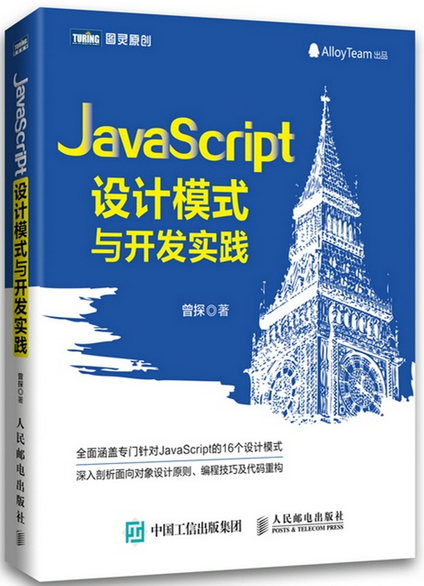 TURING 图灵原创
AlloyTeam 出品
JavaScript
设计模式
与开发实践
曾探◎著
全面涵盖专门针对JavaScript的16个设计模式
深入剖析面向对象设计原则、编程技巧及代码重构
中国工信出版集团
人民邮电出版社
POSTS & TELECOM PRESS
JavaScript设计模式与开发实践
曾探◎著
人民邮电出版社